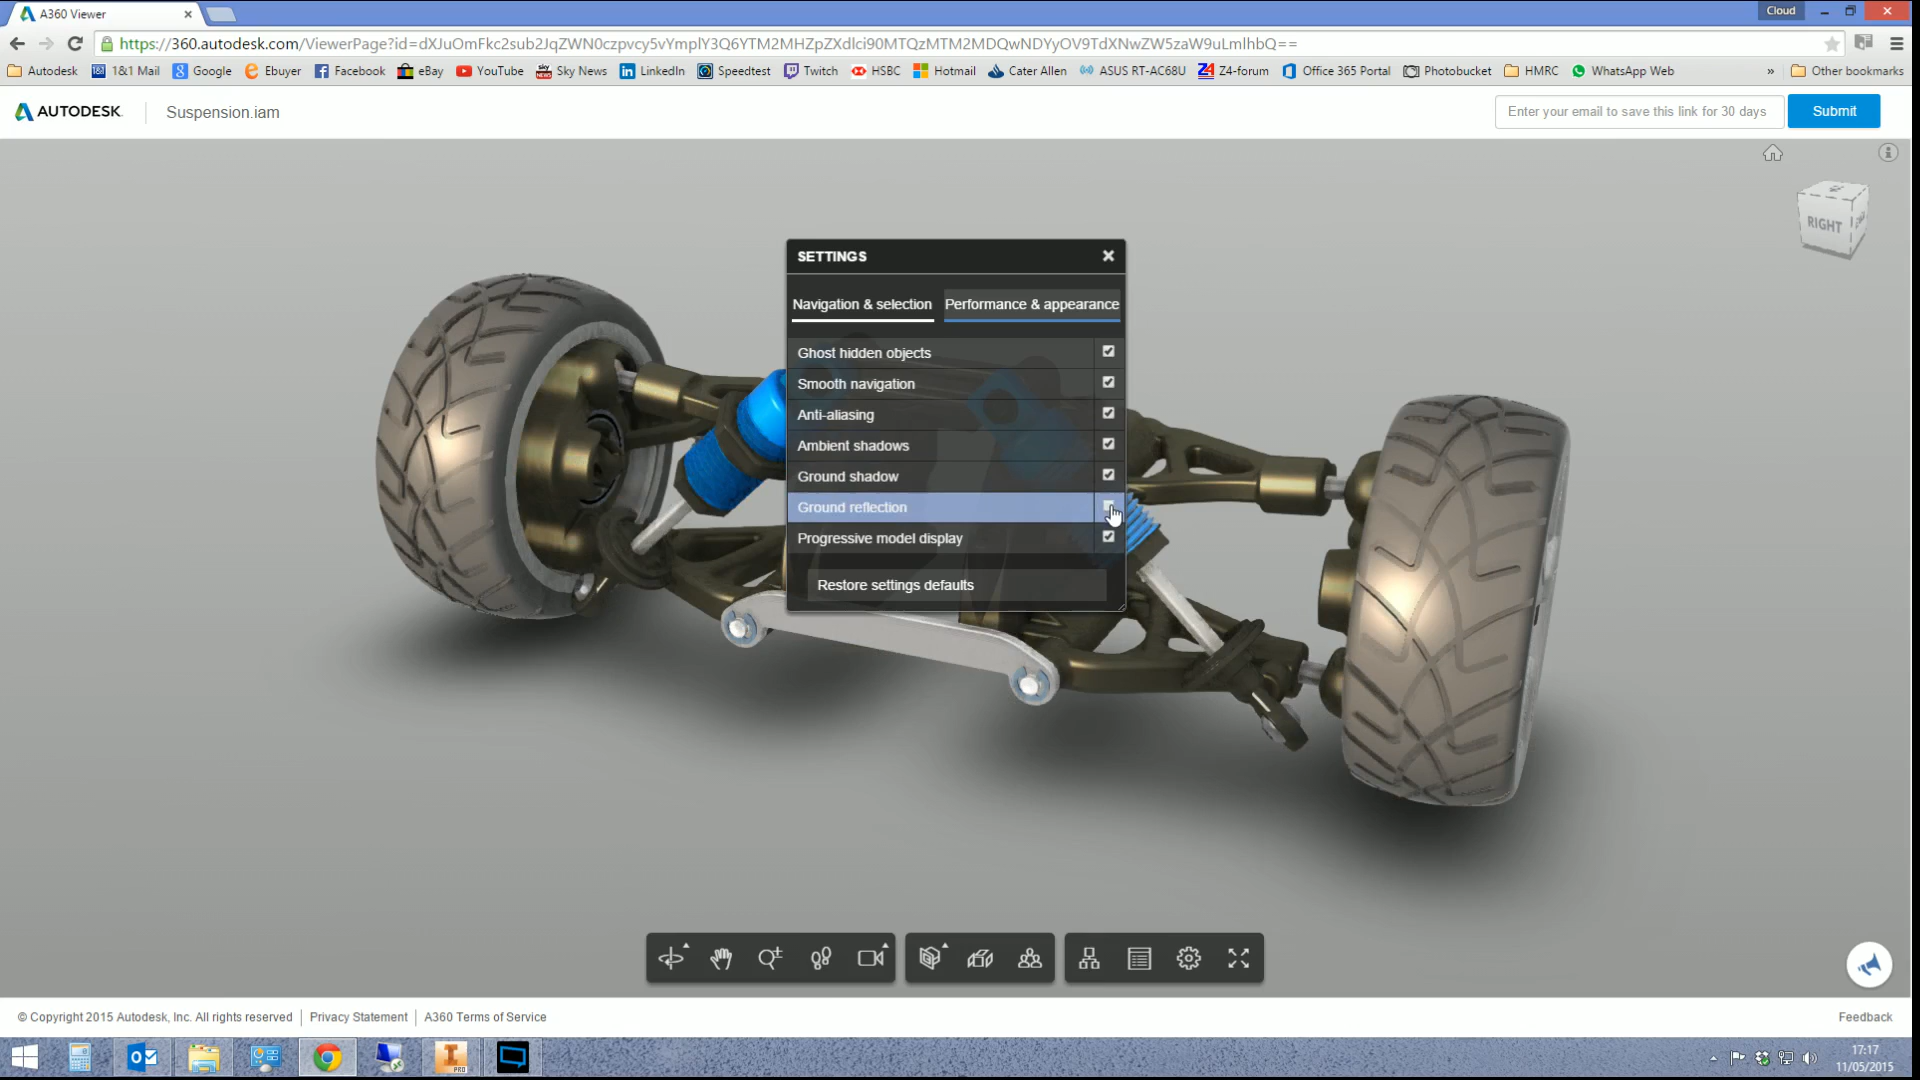 A360 Viewer
Cloud
https://360.autodesk.com/ViewerPage?id=dXJuOmFkc2sub2JqZWN0czpvcy5vYmplY3Q6YTM2MHZpZXdlci90MTQzMTM2MDQwNDYyOV9TdXNwZW5zaW9uLmlhbQ==
Autodesk 1&1 Mail Google Ebuyer Facebook eBay YouTube Sky News LinkedIn Speedtest Twitch HSBC Hotmail Cater Allen ASUS RT-AC68U Z4-forum Office 365 Portal Photobucket HMRC WhatsApp Web » Other bookmarks
AUTODESK. Suspension.iam Enter your email to save this link for 30 days Submit
RIGHT
SETTINGS
Navigation & selection Performance & appearance
Ghost hidden objects
Smooth navigation
Anti-aliasing
Ambient shadows
Ground shadow
Ground reflection
Progressive model display
Restore settings defaults
© Copyright 2015 Autodesk, Inc. All rights reserved Privacy Statement A360 Terms of Service Feedback
17:17
11/05/2015